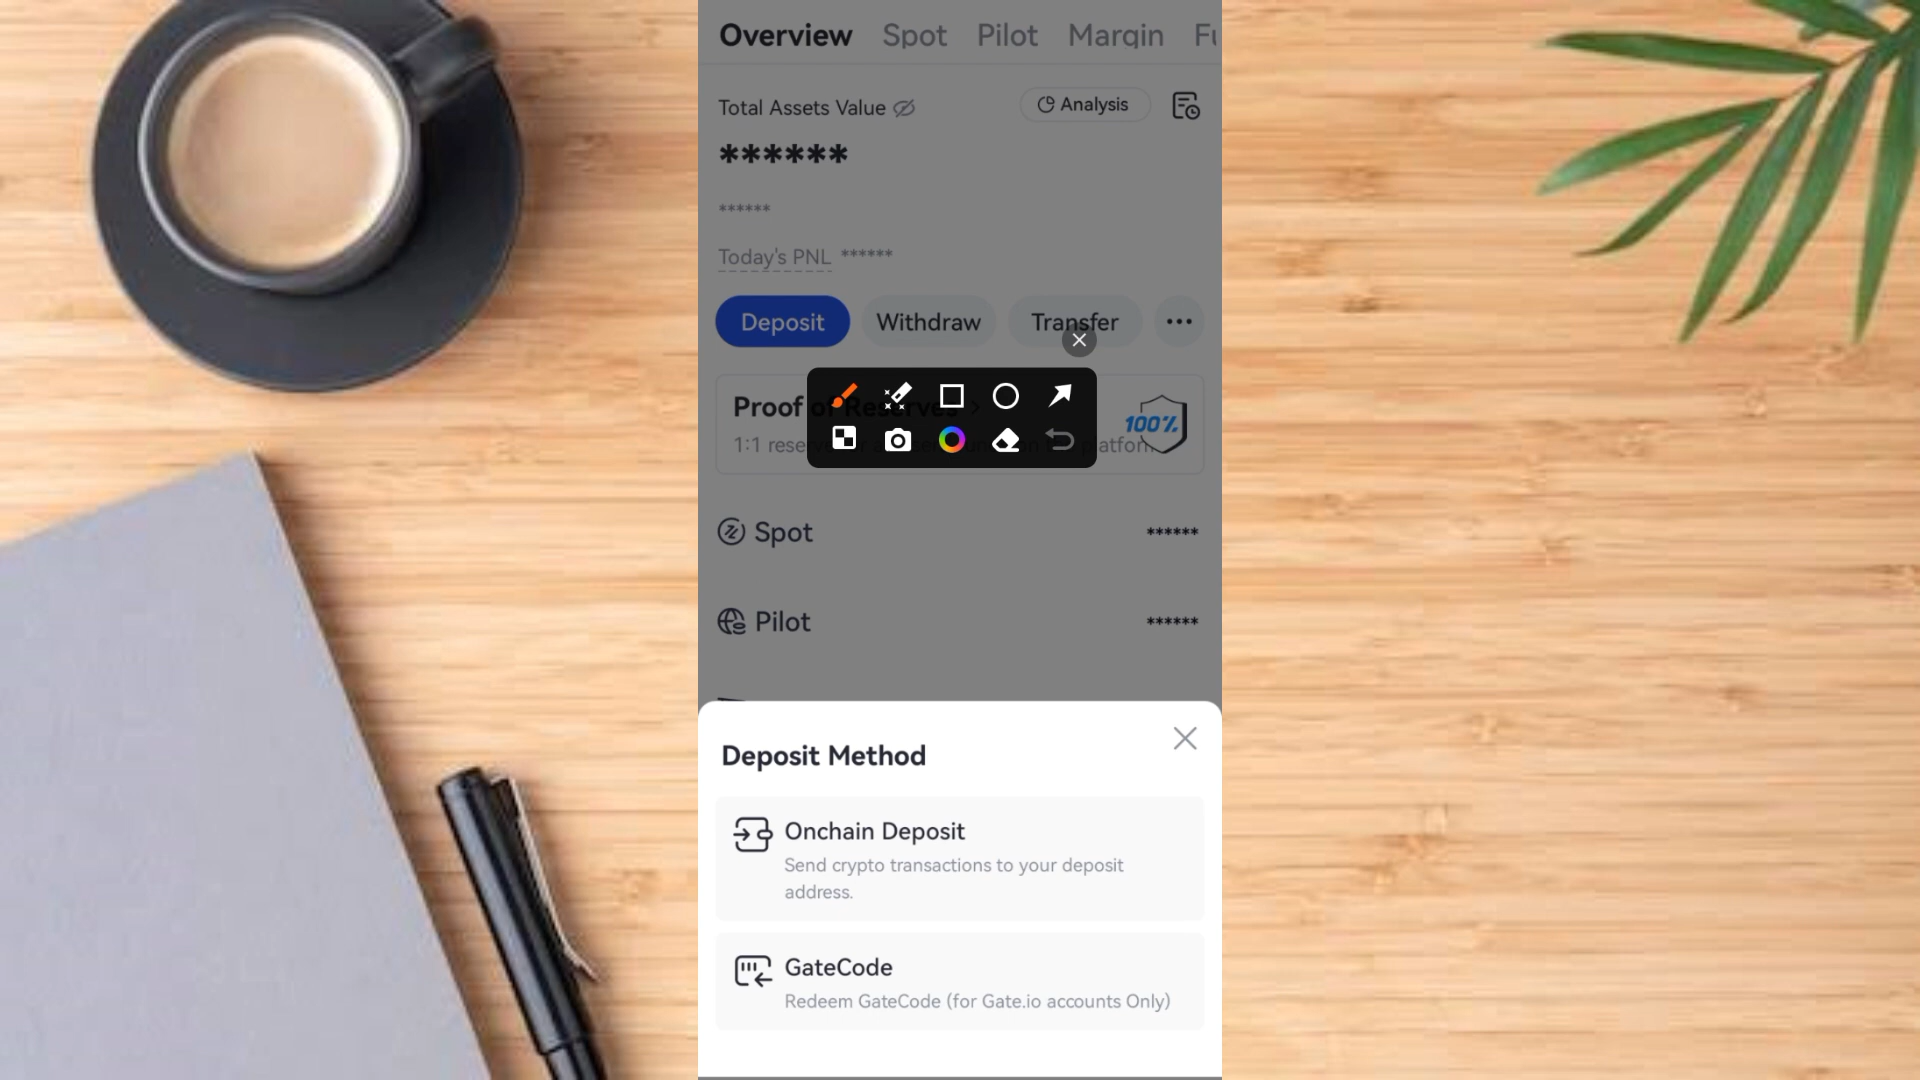 Overview Spot Pilot Margin Fu
Total Assets Value Analysis
******
******
Today's PNL ******
Deposit Withdraw Transfer
Proof of Reserves
100%
1:1 reser platform
Spot ******
Pilot ******
Deposit Method
Onchain Deposit
Send crypto transactions to your deposit
address.
GateCode
Redeem GateCode (for Gate.io accounts Only)